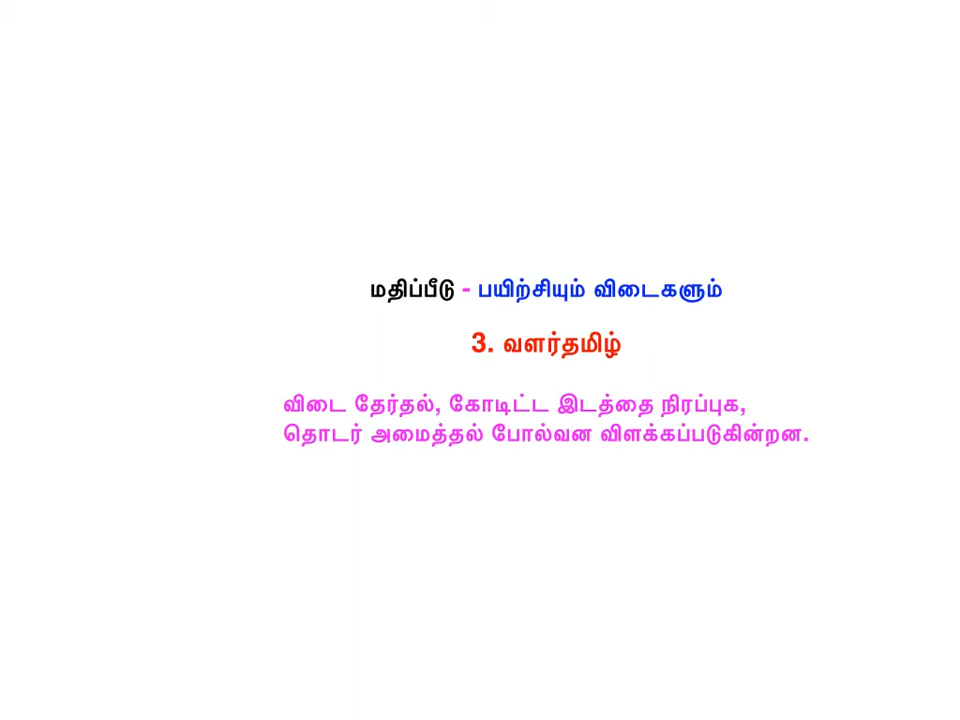 மதிப்பீடு - பயிற்சியும் விடைகளும்
3. வளர்தமிழ்
விடை தேர்தல், கோடிட்ட இடத்தை நிரப்புக,
தொடர் அமைத்தல் போல்வன விளக்கப்படுகின்றன.